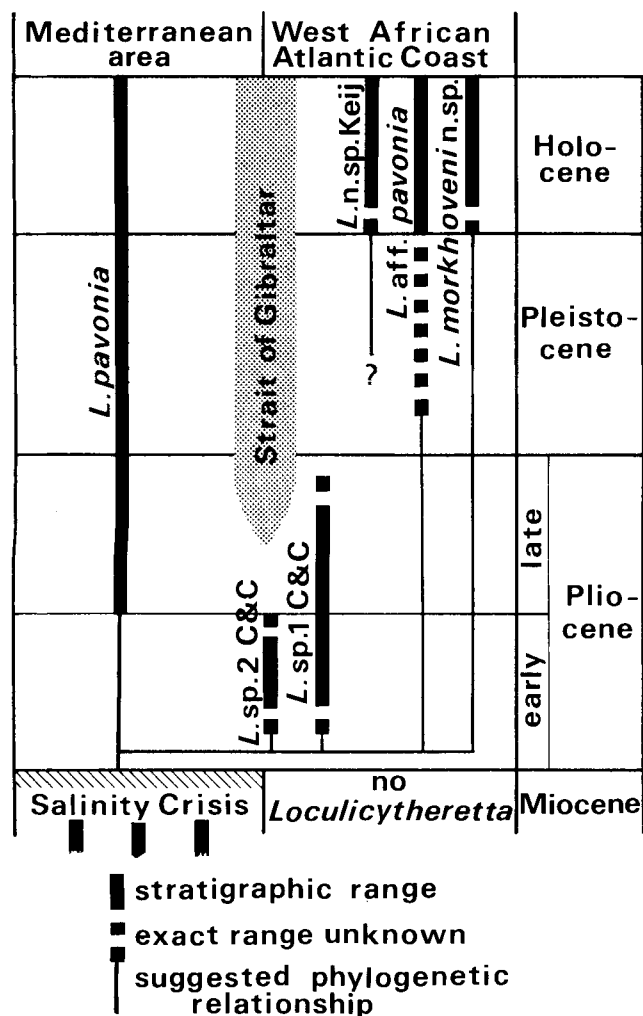 Mediterranean
area
West African
Atlantic Coast
L.n.sp.Keij
L.aff. pavonia
L. morkhoveni n.sp.
Holo-
cene
L.pavonia
Strait of Gibraltar
?
Pleisto-
cene
L.sp.2 C&C
L.sp.1 C&C
late
early
Plio-
cene
Salinity Crisis
no
Loculicytheretta
Miocene
stratigraphic range
exact range unknown
suggested phylogenetic
relationship